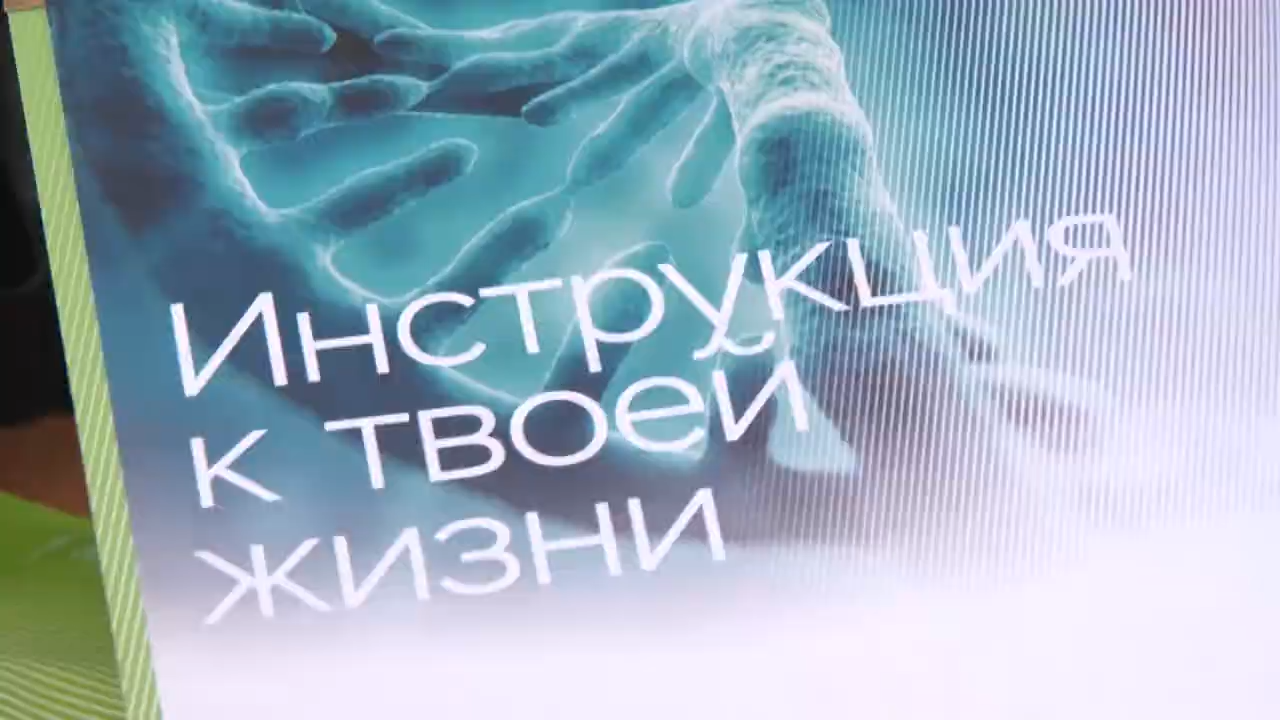 Инструкция
к твоей
жизни